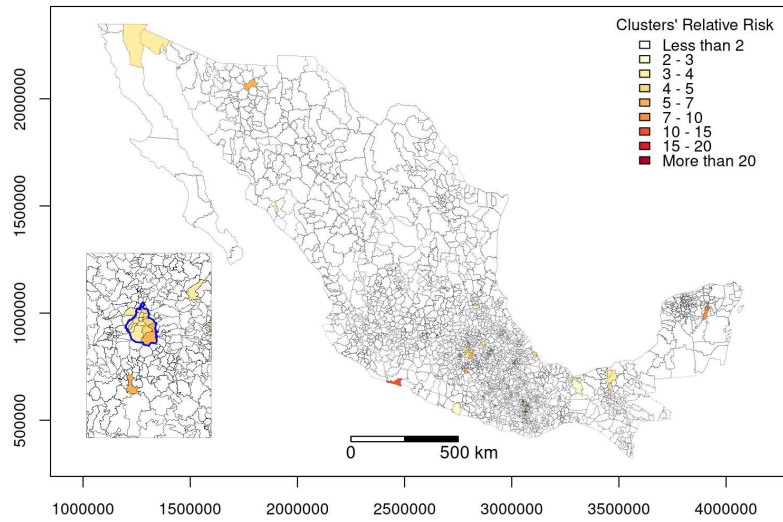 Clusters' Relative Risk
Less than 2
2 - 3
3 - 4
4 - 5
5 - 7
7 - 10
10 - 15
15 - 20
More than 20
2000000
1500000
1000000
500000
0 500 km
1000000 1500000 2000000 2500000 3000000 3500000 4000000